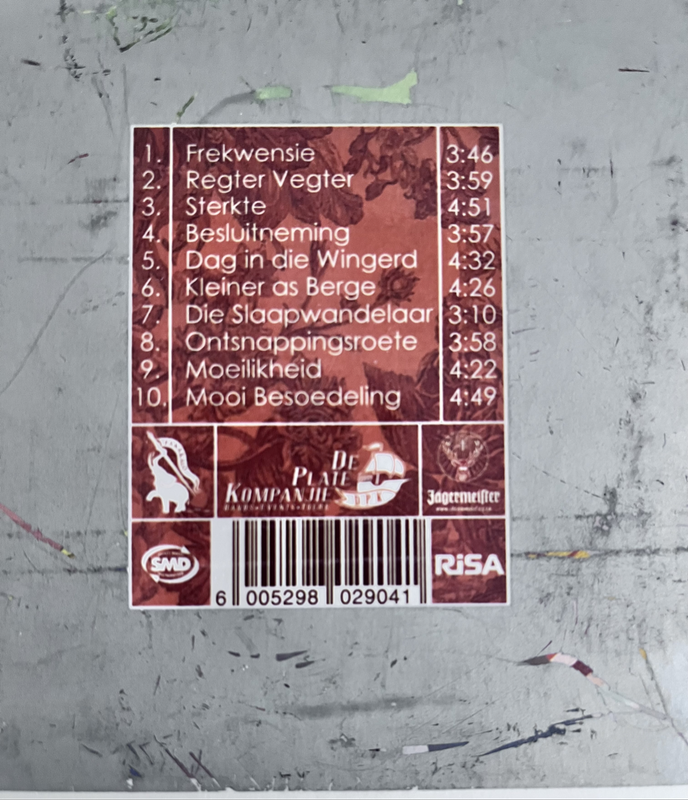 1. Frekwensie 3:46
2. Regter Vegter 3:59
3. Sterkte 4:51
4. Besluitneming 3:57
5. Dag in die Wingerd 4:32
6. Kleiner as Berge 4:26
7. Die Slaapwandelaar 3:10
8. Ontsnappingsroete 3:58
9. Moeilikheid 4:22
10. Mooi Besoedeling 4:49
De
Plate
Kompanjie
Jägermeister
SMD
RiSA
6 005298 029041